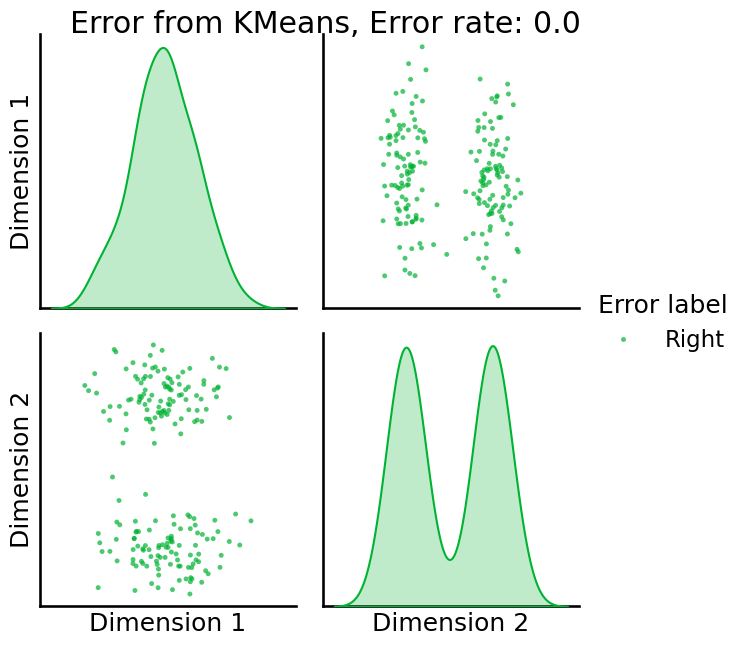 Error from KMeans, Error rate: 0.0
Dimension 1
Error label
Right
Dimension 2
Dimension 1
Dimension 2